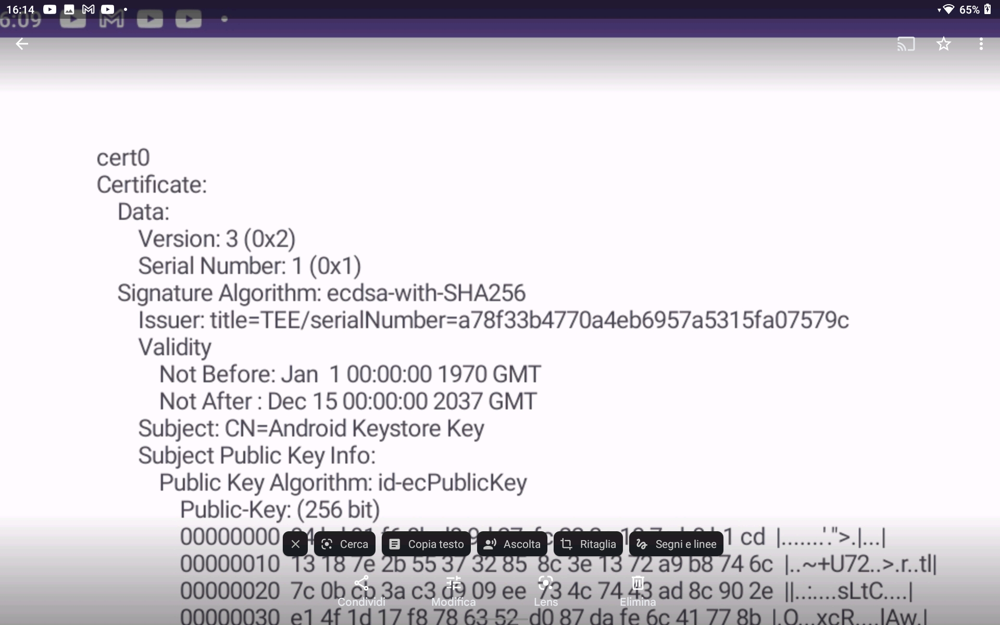 16:14
65%
6:09
cert0
Certificate:
Data:
Version: 3 (0x2)
Serial Number: 1 (0x1)
Signature Algorithm: ecdsa-with-SHA256
Issuer: title=TEE/serialNumber=a78f33b4770a4eb6957a5315fa07579c
Validity
Not Before: Jan  1 00:00:00 1970 GMT
Not After : Dec 15 00:00:00 2037 GMT
Subject: CN=Android Keystore Key
Subject Public Key Info:
Public Key Algorithm: id-ecPublicKey
Public-Key: (256 bit)
00000000 cd |.......'">.|...|
Cerca Copia testo Ascolta Ritaglia Segni e linee
00000010  13 18 7e 2b 55 37 32 85  8c 3e 13 72 a9 b8 74 6c  |..~+U72..>.r..tl|
00000020  7c 0b cb 3a c3 d9 09 ee  73 4c 74 43 ad 8c 90 2e  ||..:....sLtC....|
Condividi Modifica Lens Elimina
00000030  e1 4f 1d 17 f8 78 63 52  d0 87 da fe 6c 41 77 8b  |.O...xcR....lAw.|